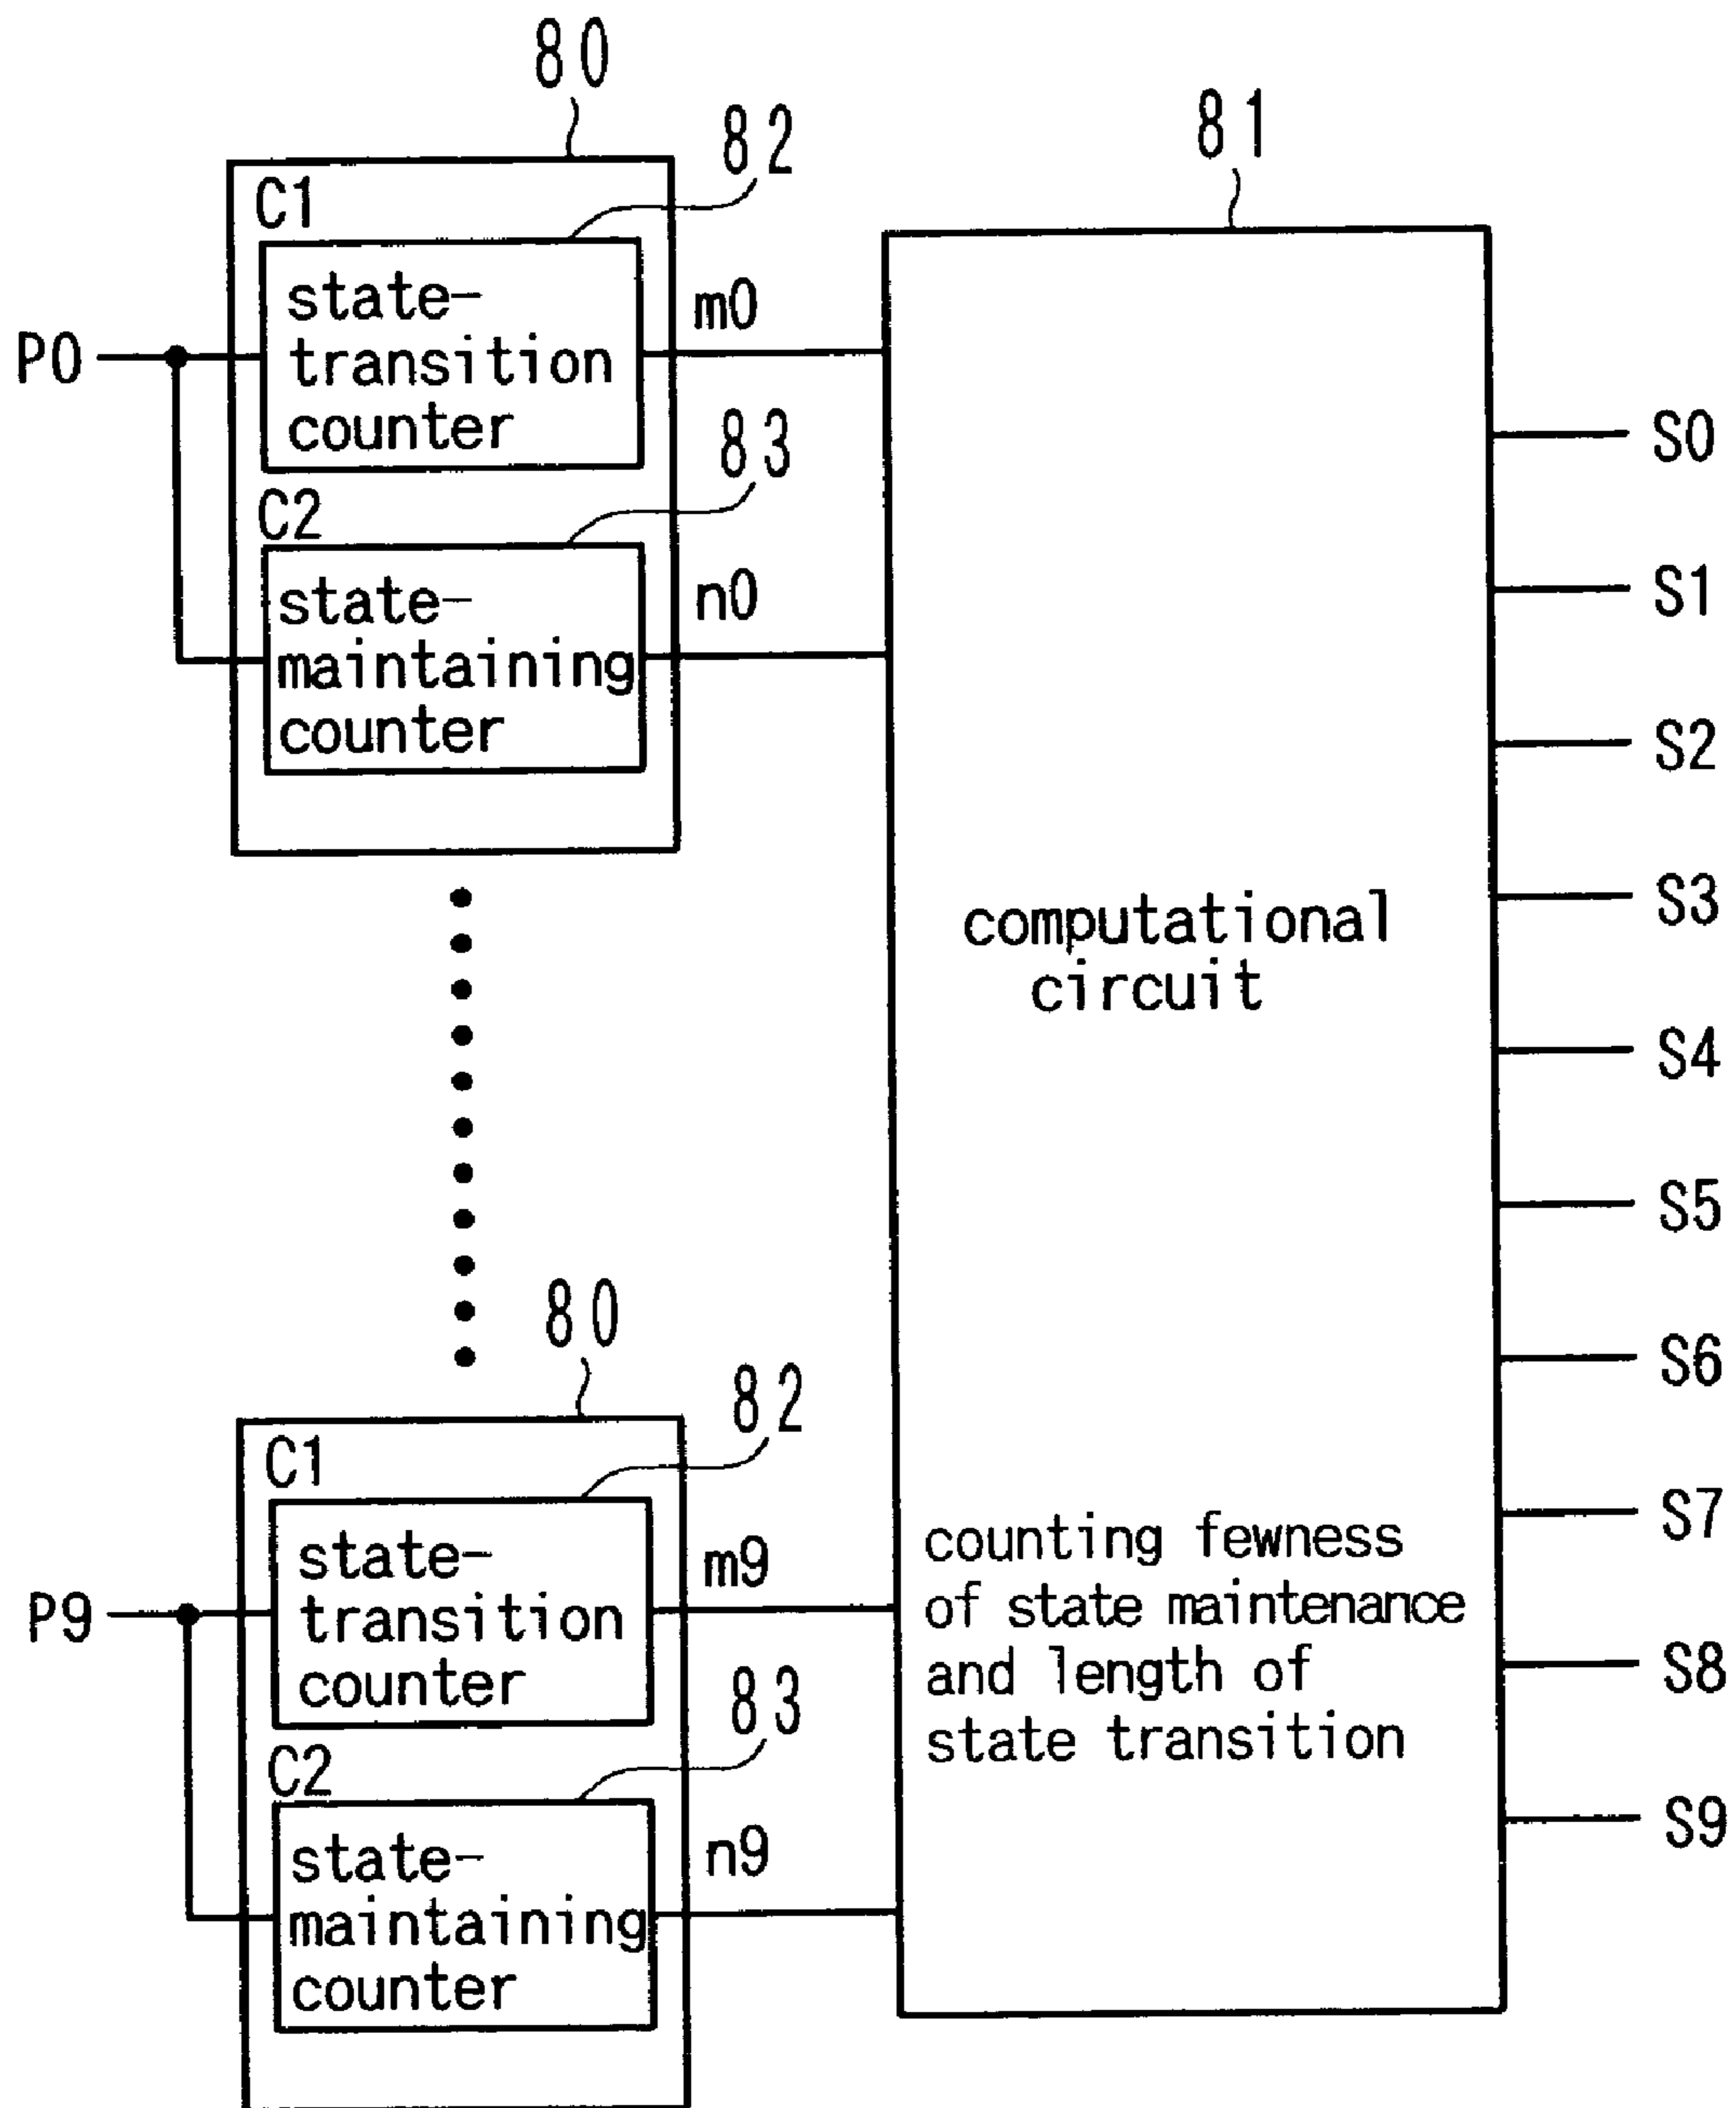 80
82
81
C1
state-
transition
counter
P0
m0
83
C2
state-
maintaining
counter
n0
S0
S1
S2
S3
computational
circuit
S4
S5
S6
80
82
C1
state-
transition
counter
P9
m9
83
C2
state-
maintaining
counter
n9
counting fewness
of state maintenance
and length of
state transition
S7
S8
S9